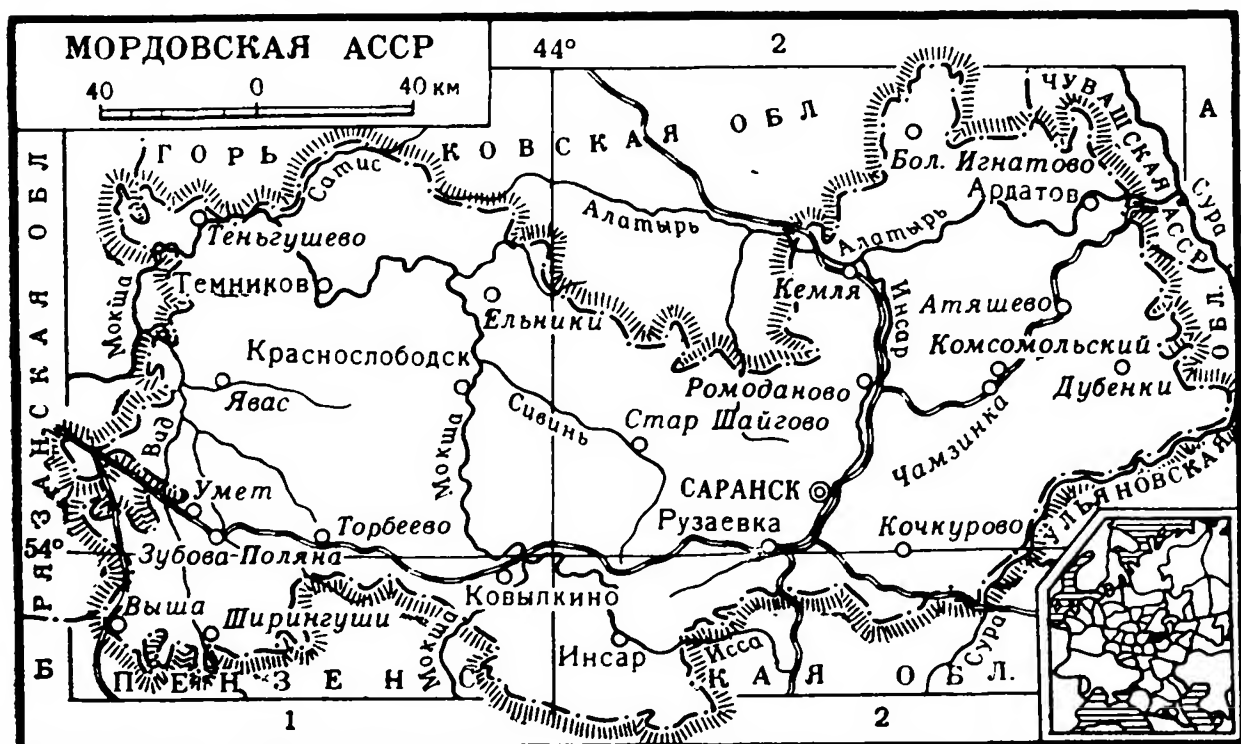 МОРДОВСКАЯ АССР
40 0 40 км
44°
2
А
ЧУВАШСКАЯ АССР
ГОРЬКОВСКАЯ ОБЛ
Бол. Игнатово
Ардатов
Сура
Сатис
Алатырь
Алатырь
Теньгушево
Темников
Мокша
Кемля
Инсар
Атяшево
Ельники
Комсомольский
Краснослободск
Дубенки
Ромоданово
Явас
Сивинь
Стар Шайгово
Чамзинка
Вид
Мокша
САРАНСК
УЛЬЯНОВСКАЯ ОБЛ
Умет
Торбеево
Рузаевка
Кочкурово
54°
Зубова-Поляна
Ковылкино
РЯЗАНСКАЯ ОБЛ
Выша
Ширингуши
Мокша
Инсар
Исса
Сура
Б
ПЕНЗЕНСКАЯ ОБЛ.
1
2